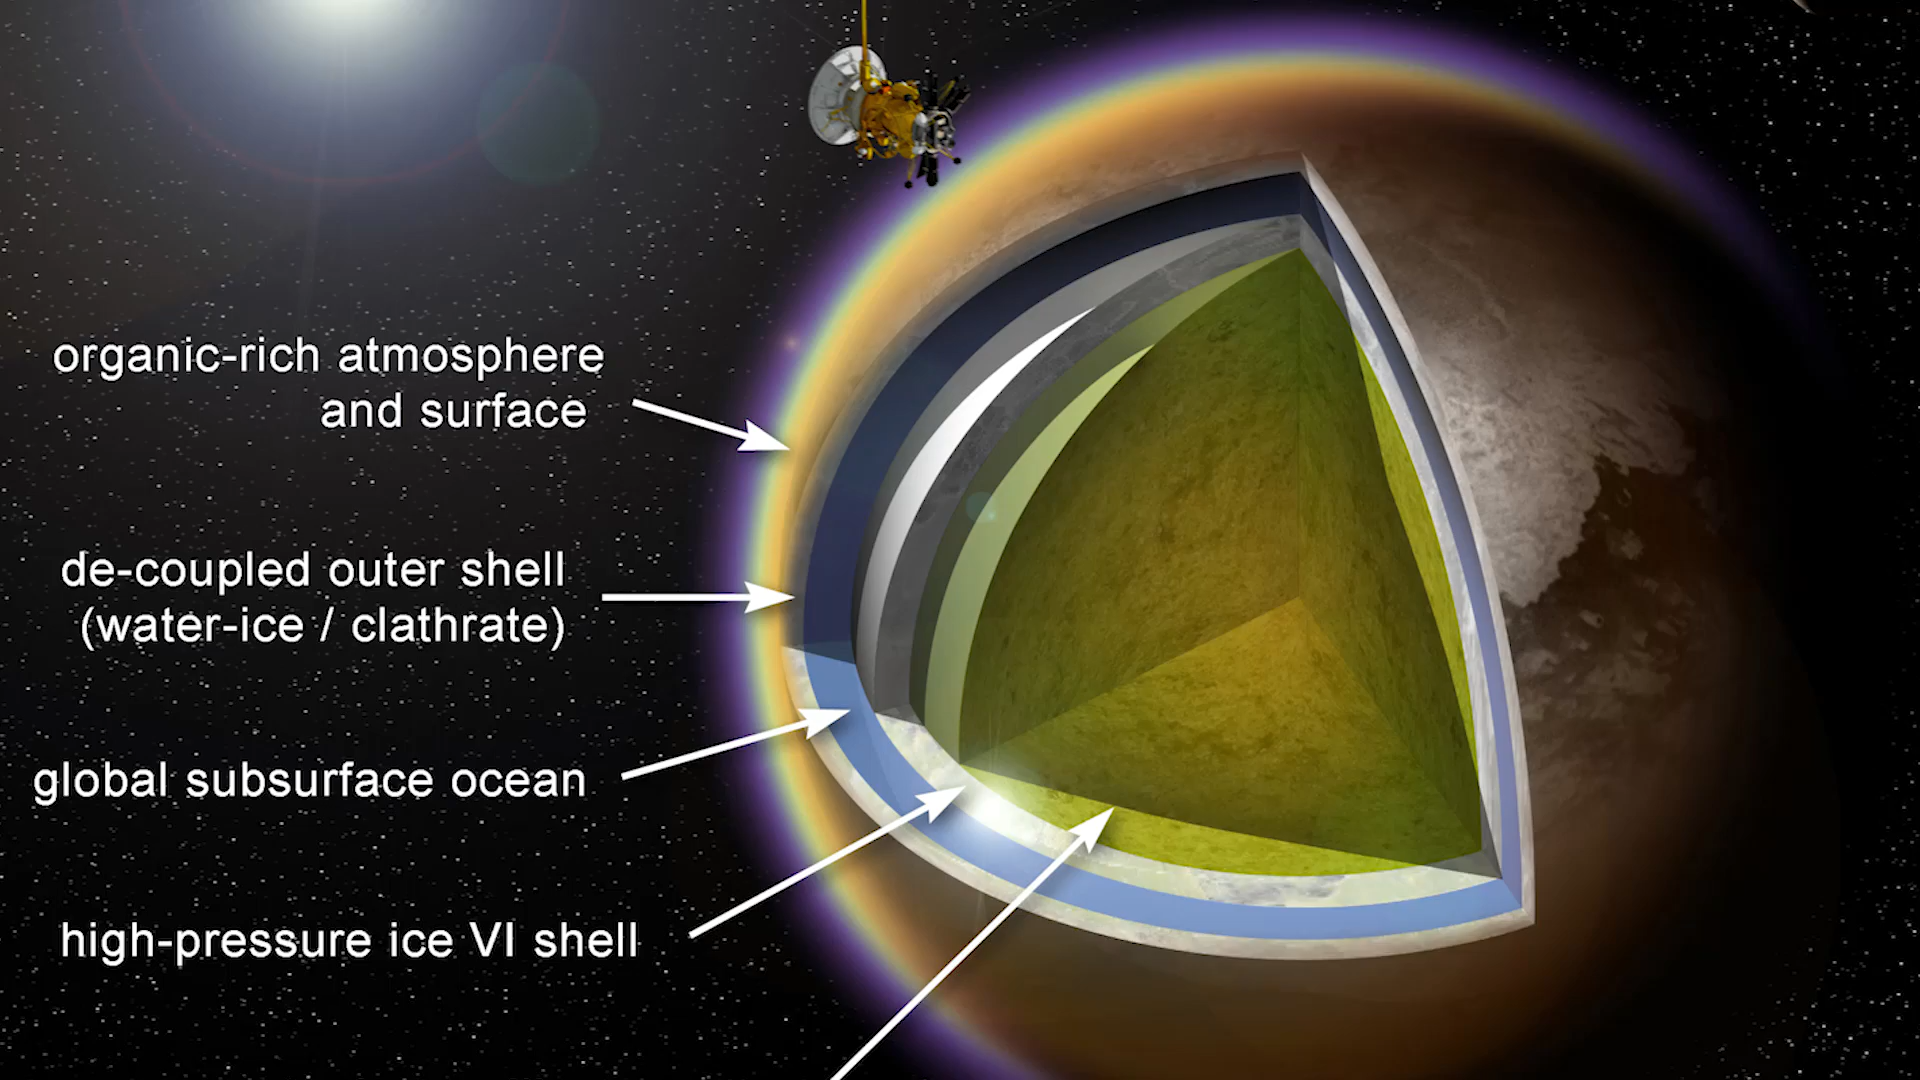 organic-rich atmosphere
and surface
de-coupled outer shell
(water-ice / clathrate)
global subsurface ocean
high-pressure ice VI shell